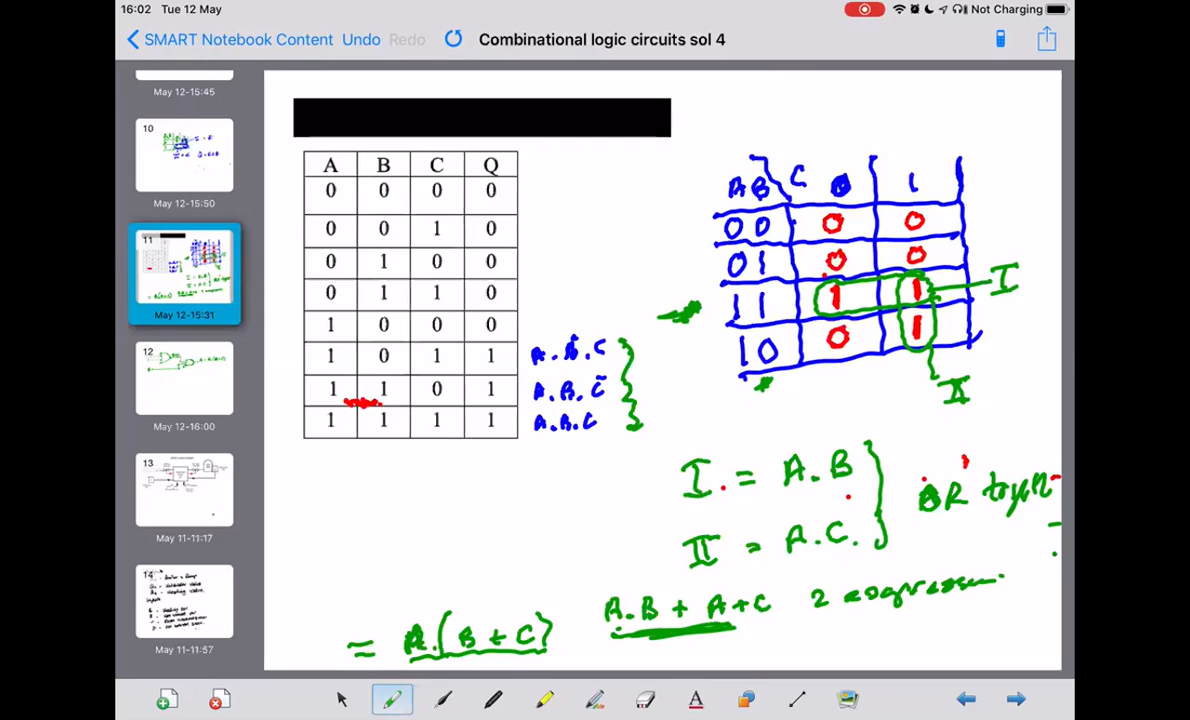 16:02 Tue 12 May
Not Charging
SMART Notebook Content Undo Redo
Combinational logic circuits sol 4
May 12-15:45
10
May 12-15:50
11
May 12-15:31
12
May 12-16:00
13
May 11-11:17
14
May 11-11:57
A B C Q
0 0 0 0
0 0 1 0
0 1 0 0
0 1 1 0
1 0 0 0
1 0 1 1 A.B̄.C
1 1 0 1 A.B.C̄
1 1 1 1 A.B.C
AB C 0 1
00 0 0
01 0 0
11 1 1 I
10 0 1
II
I = A.B
II = A.C.
OR
A.B + A+C 2
= A.(B+C)